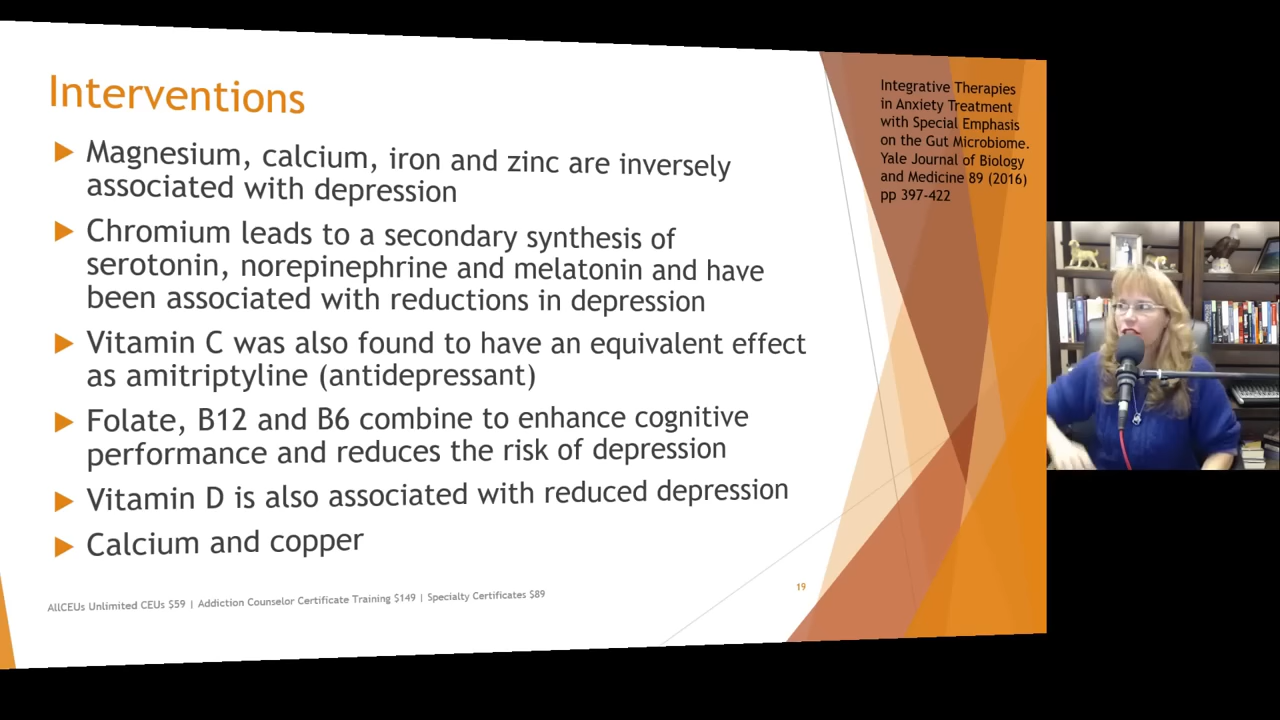 Interventions
Magnesium, calcium, iron and zinc are inversely
associated with depression
Chromium leads to a secondary synthesis of
serotonin, norepinephrine and melatonin and have
been associated with reductions in depression
Vitamin C was also found to have an equivalent effect
as amitriptyline (antidepressant)
Folate, B12 and B6 combine to enhance cognitive
performance and reduces the risk of depression
Vitamin D is also associated with reduced depression
Calcium and copper
AllCEUs Unlimited CEUs $59 | Addiction Counselor Certificate Training $149 | Specialty Certificates $89
19
Integrative Therapies
in Anxiety Treatment
with Special Emphasis
on the Gut Microbiome.
Yale Journal of Biology
and Medicine 89 (2016)
pp 397-422